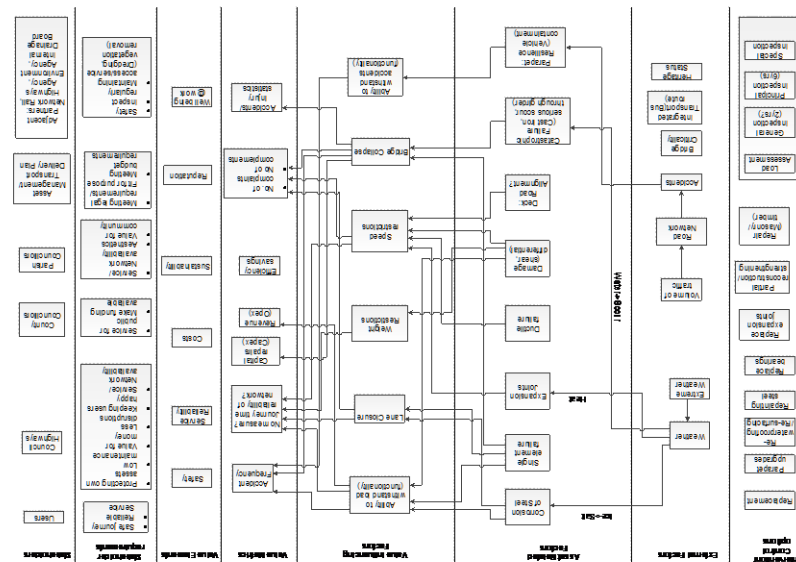 Intervention
Control
options
Replacement
Parapet
upgrades
Re-
waterproofing
/Re-surfacing
Repainting
steel
Replace
bearings
Replace
expansion
joints
Partial
reconstruction/
strengthening
Repair
(Masonry/
timber)
Load
Assessment
General
inspection
(2yrs?)
Principal
inspection
(6yrs)
Special
inspection
External Factors
Weather
Extreme
Weather
Volume of
traffic
Road
Network
Accidents
Bridge
Criticality
Integrated
Transport(bus
route)
Heritage
Status
Ice -> Salt
Heat
Asset Related
Factors
Corrosion
of Steel
Single
element
failure
Expansion
Joints
Ductile
failure
Damage
(shear,
differential)
Deck:
Road
Alignment?
Catastrophic
Failure
(Cast iron,
serious scour,
through girder)
Parapet:
Resilience
(Vehicle
containment)
Value Influencing
Factors
Ability to
withstand load
(functionality)
Lane Closure
Weight
Restrictions
Speed
restrictions
Bridge Collapse
Ability to
withstand
accidents
(functionality)
Value Metrics
Accident
Frequency
No measure?
Journey time
reliability of
network?
Capital
repairs
(Capex)
Revenue
(Opex)
Efficiency
savings
No. of
complaints
No of
complements
Accidents/
injury
statistics
Value Elements
Safety
Service
Reliability
Costs
Sustainability
Reputation
Well being
@work
Stakeholder
requirements
Safe journey
Reliable
Service
Protecting own
assets
Low
maintenance
Value for
money
Less
disruptions
Keeping users
happy
Service/
Network
availability
Service for
public
Make funding
available
Service/
Network
availability
Aesthetics
Value for
community
Meeting legal
requirements/
Fit for purpose
Meeting
budget
requirements
Safety/
inspect
regularly
Maintaining
access/service
(Dredging
vegetation
removal)
Stakeholders
Users
Council
Highways
County
Councillors
Parish
Councillors
Asset
Management/
Transport
Delivery Plan
Adjacent
Partners:
Network Rail,
Highways
Agency,
Environment
Agency,
Internal
Drainage
Board